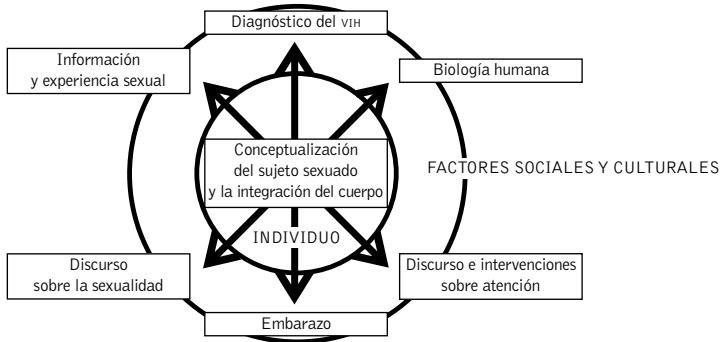 Diagnóstico del VIH
Información
y experiencia sexual
Biología humana
Conceptualización
del sujeto sexuado
y la integración del cuerpo
FACTORES SOCIALES Y CULTURALES
INDIVIDUO
Discurso
sobre la sexualidad
Discurso e intervenciones
sobre atención
Embarazo